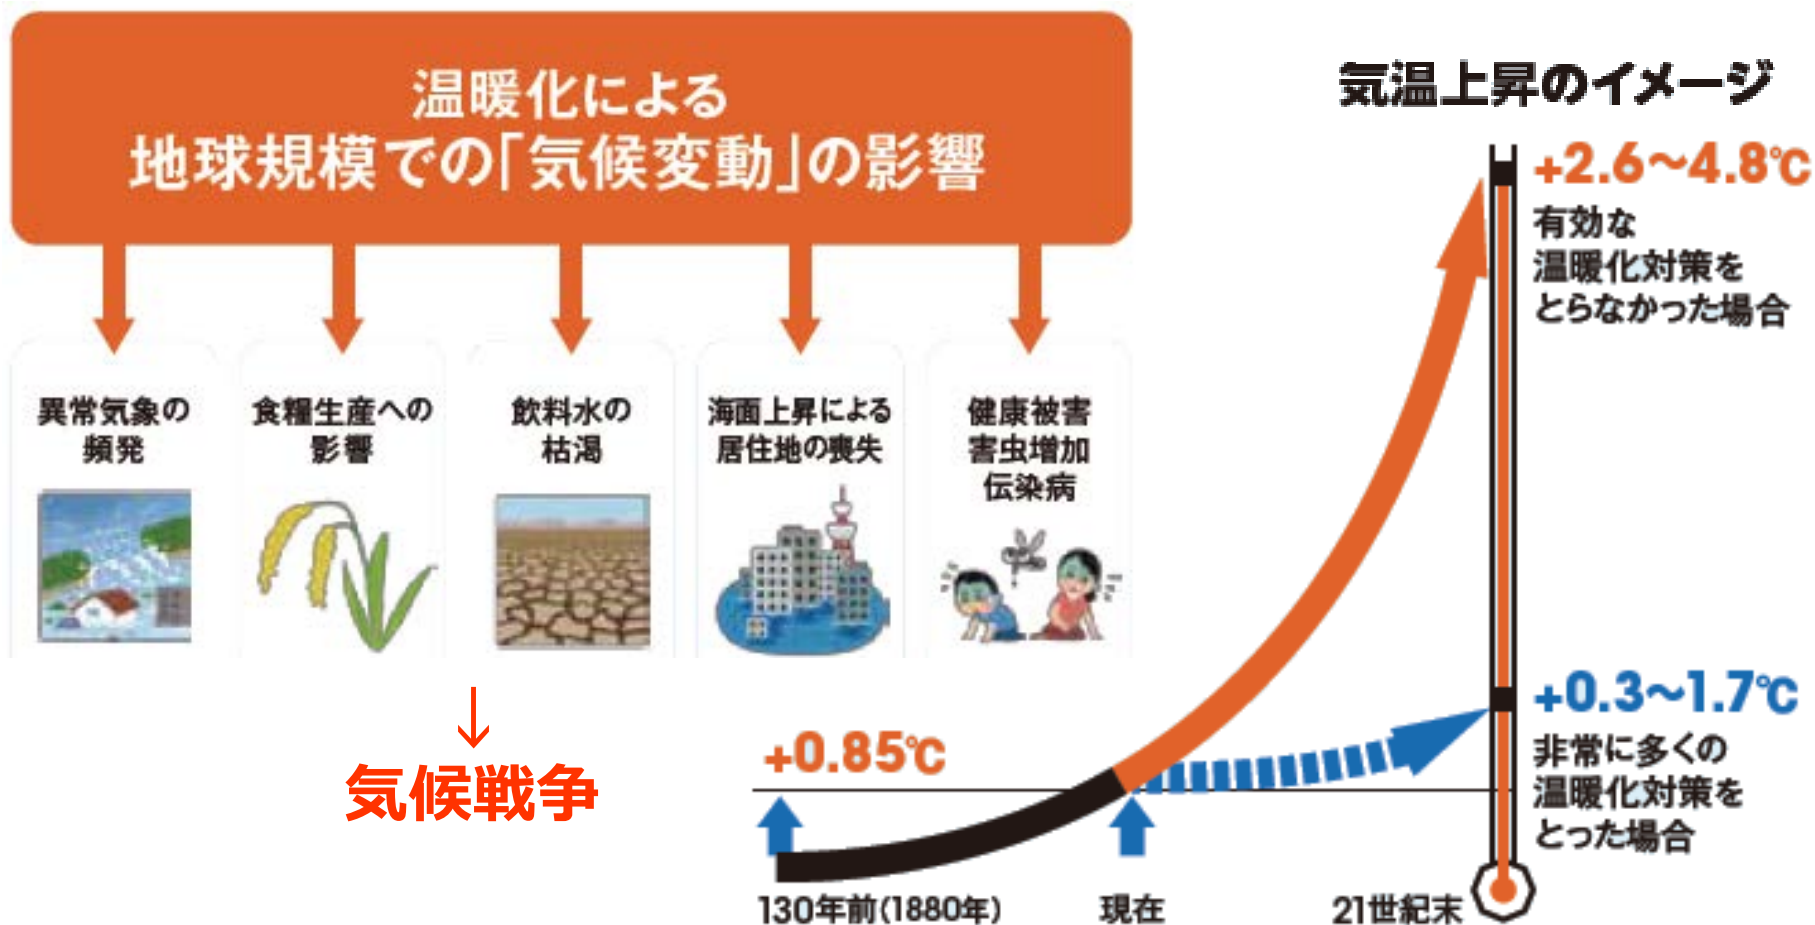 温暖化による
地球規模での「気候変動」の影響
異常気象の
頻発
食糧生産への
影響
飲料水の
枯渇
海面上昇による
居住地の喪失
健康被害
害虫増加
伝染病
↓
気候戦争
気温上昇のイメージ
+2.6〜4.8℃
有効な
温暖化対策を
とらなかった場合
+0.3〜1.7℃
非常に多くの
温暖化対策を
とった場合
+0.85℃
130年前(1880年)
現在
21世紀末